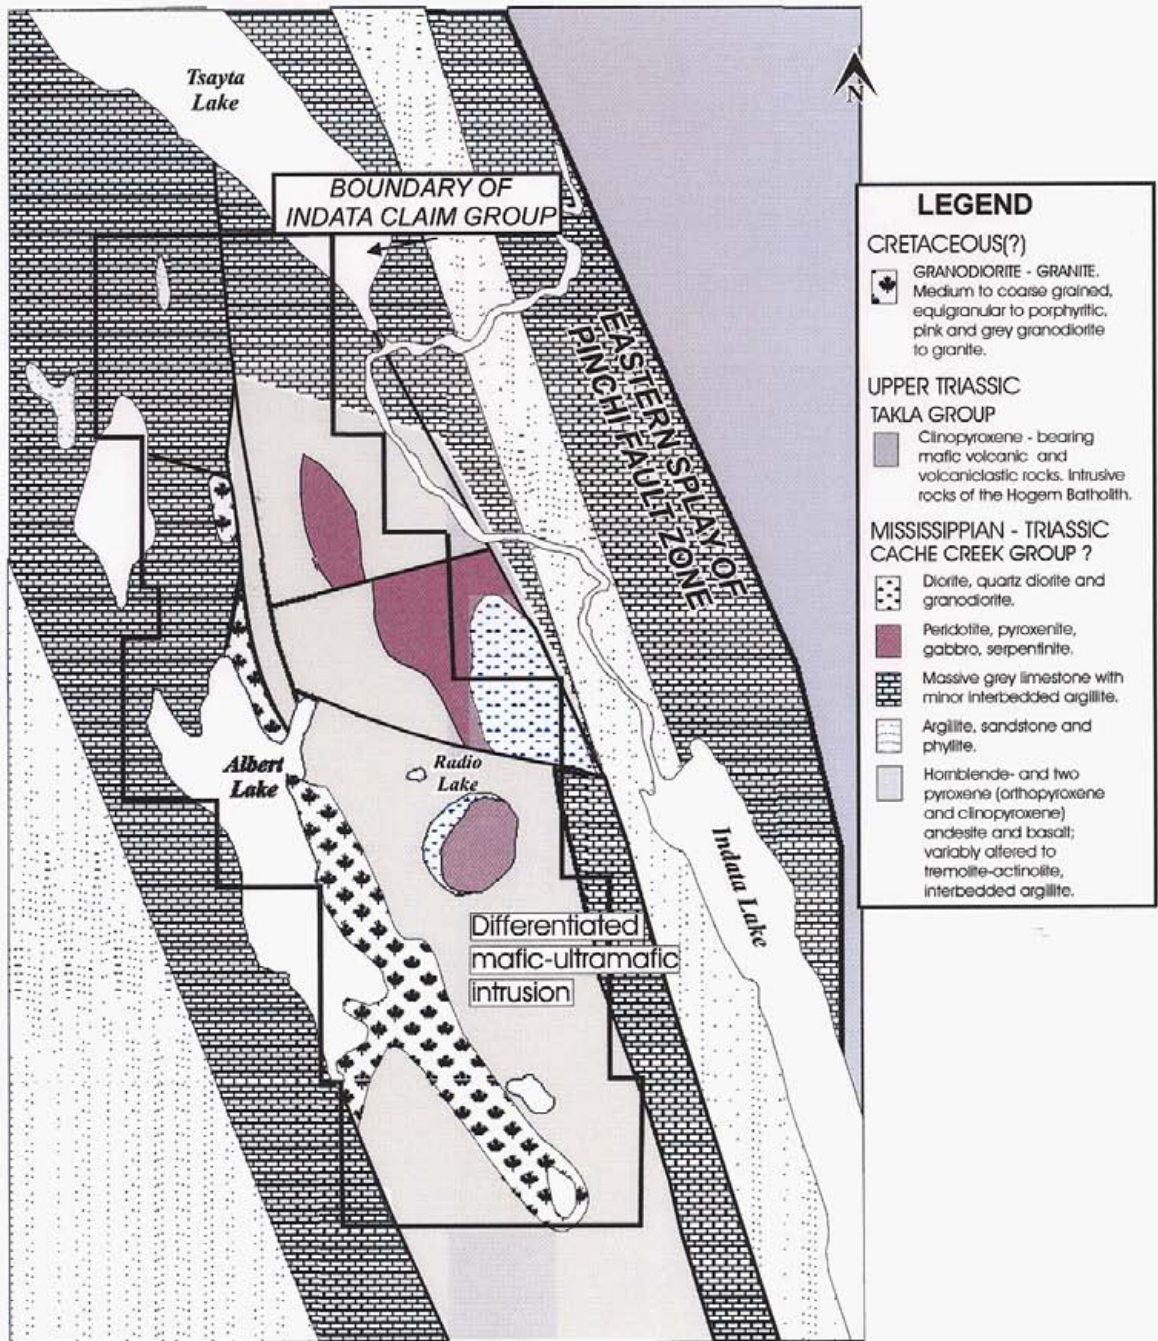 Tsayta
Lake
N
BOUNDARY OF
INDATA CLAIM GROUP
EASTERN SPLAY OF
PINCHI FAULT ZONE
Albert
Lake
Radio
Lake
Indata Lake
Differentiated
mafic-ultramafic
intrusion
LEGEND
CRETACEOUS(?)
GRANODIORITE - GRANITE.
Medium to coarse grained,
equigranular to porphyritic,
pink and grey granodiorite
to granite.
UPPER TRIASSIC
TAKLA GROUP
Clinopyroxene - bearing
mafic volcanic and
volcaniclastic rocks. Intrusive
rocks of the Hogem Batholith.
MISSISSIPPIAN - TRIASSIC
CACHE CREEK GROUP ?
Diorite, quartz diorite and
granodiorite.
Peridotite, pyroxenite,
gabbro, serpentinite.
Massive grey limestone with
minor interbedded argillite.
Argillite, sandstone and
phyllite.
Hornblende- and two
pyroxene (orthopyroxene
and clinopyroxene)
andesite and basalt;
variably altered to
tremolite-actinolite,
interbedded argillite.